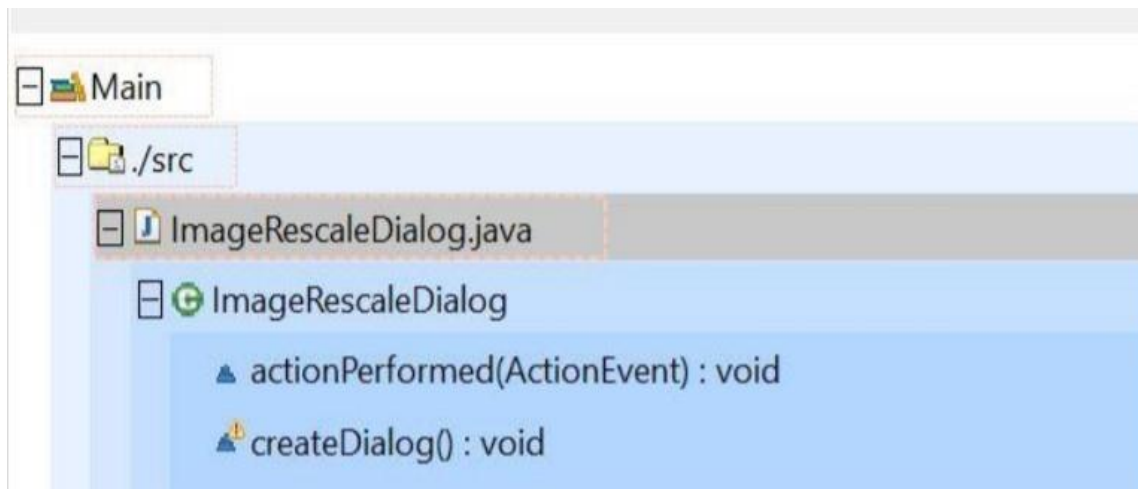 Main
./src
ImageRescaleDialog.java
ImageRescaleDialog
actionPerformed(ActionEvent) : void
createDialog() : void